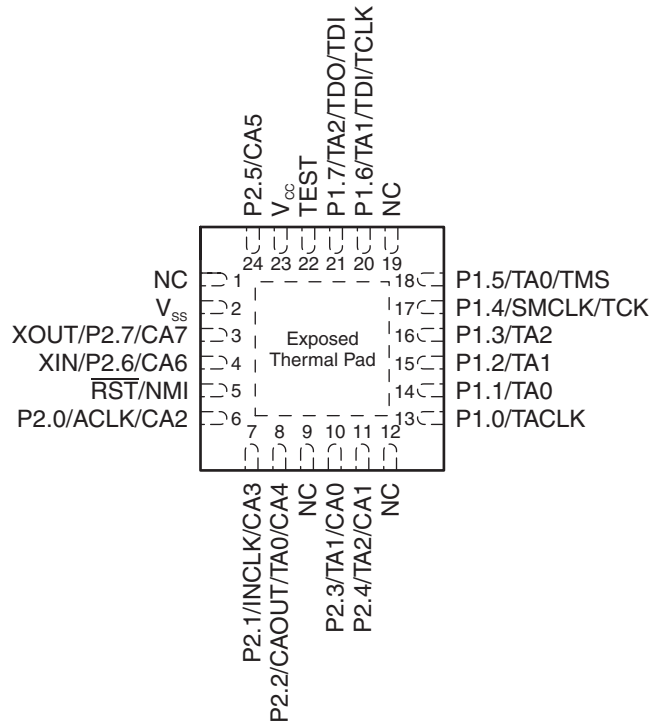 P2.5/CA5
VCC
TEST
P1.7/TA2/TDO/TDI
P1.6/TA1/TDI/TCLK
NC
24
23
22
21
20
19
NC 1
VSS 2
XOUT/P2.7/CA7 3
XIN/P2.6/CA6 4
RST/NMI 5
P2.0/ACLK/CA2 6
Exposed
Thermal Pad
18 P1.5/TA0/TMS
17 P1.4/SMCLK/TCK
16 P1.3/TA2
15 P1.2/TA1
14 P1.1/TA0
13 P1.0/TACLK
7
8
9
10
11
12
P2.1/INCLK/CA3
P2.2/CAOUT/TA0/CA4
NC
P2.3/TA1/CA0
P2.4/TA2/CA1
NC